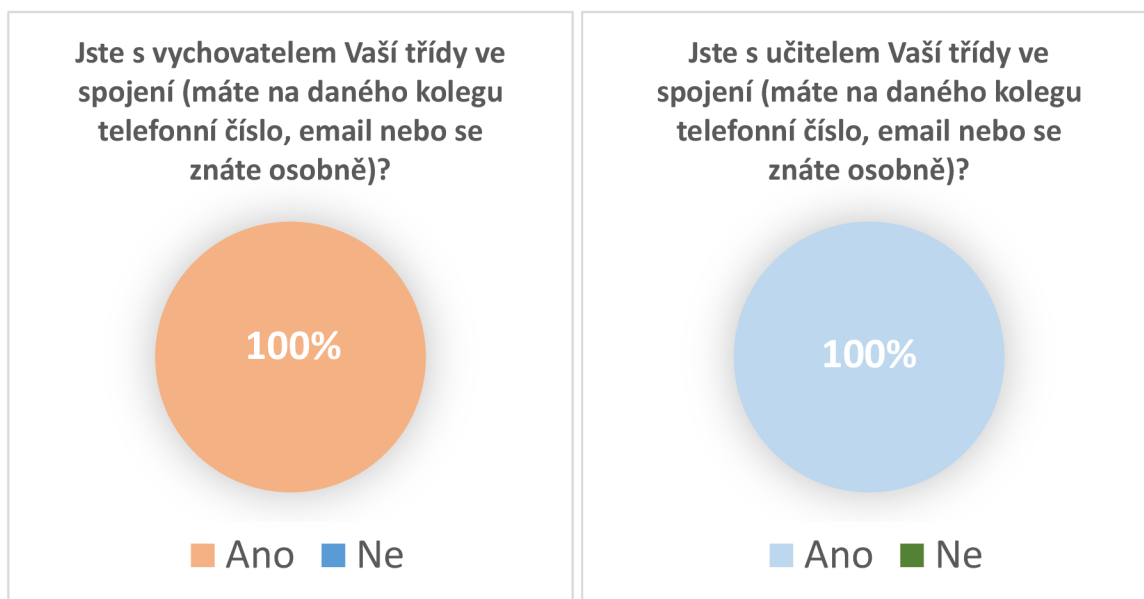 Jste s vychovatelem Vaší třídy ve
spojení (máte na daného kolegu
telefonní číslo, email nebo se
znáte osobně)?
100%
Ano Ne
Jste s učitelem Vaší třídy ve
spojení (máte na daného kolegu
telefonní číslo, email nebo se
znáte osobně)?
100%
Ano Ne